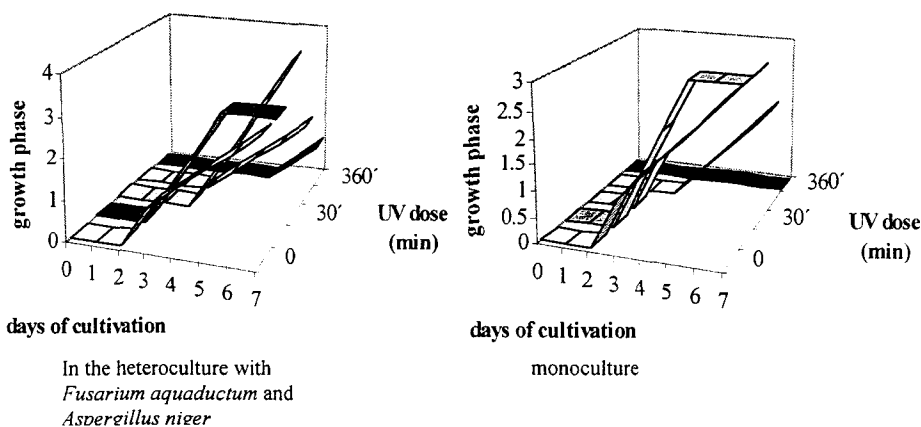 growth phase
4
3
2
1
0
0 1 2 3 4 5 6 7
days of cultivation
360′
30′
0
UV dose
(min)
In the heteroculture with
Fusarium aquaductum and
Aspergillus niger
growth phase
3
2.5
2
1.5
1
0.5
0
0 1 2 3 4 5 6 7
days of cultivation
360′
30′
0
UV dose
(min)
monoculture